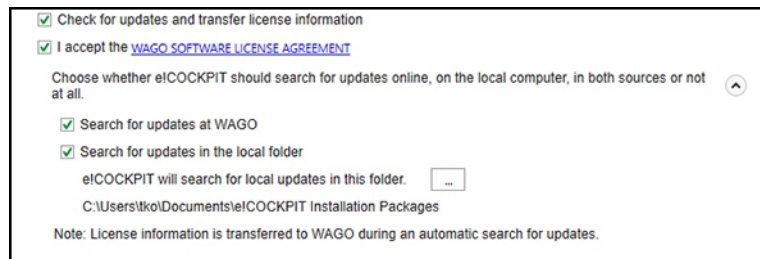 Check for updates and transfer license information
I accept the WAGO SOFTWARE LICENSE AGREEMENT
Choose whether e!COCKPIT should search for updates online, on the local computer, in both sources or not
at all.
Search for updates at WAGO
Search for updates in the local folder
e!COCKPIT will search for local updates in this folder. ...
C:\Users\tko\Documents\e!COCKPIT Installation Packages
Note: License information is transferred to WAGO during an automatic search for updates.